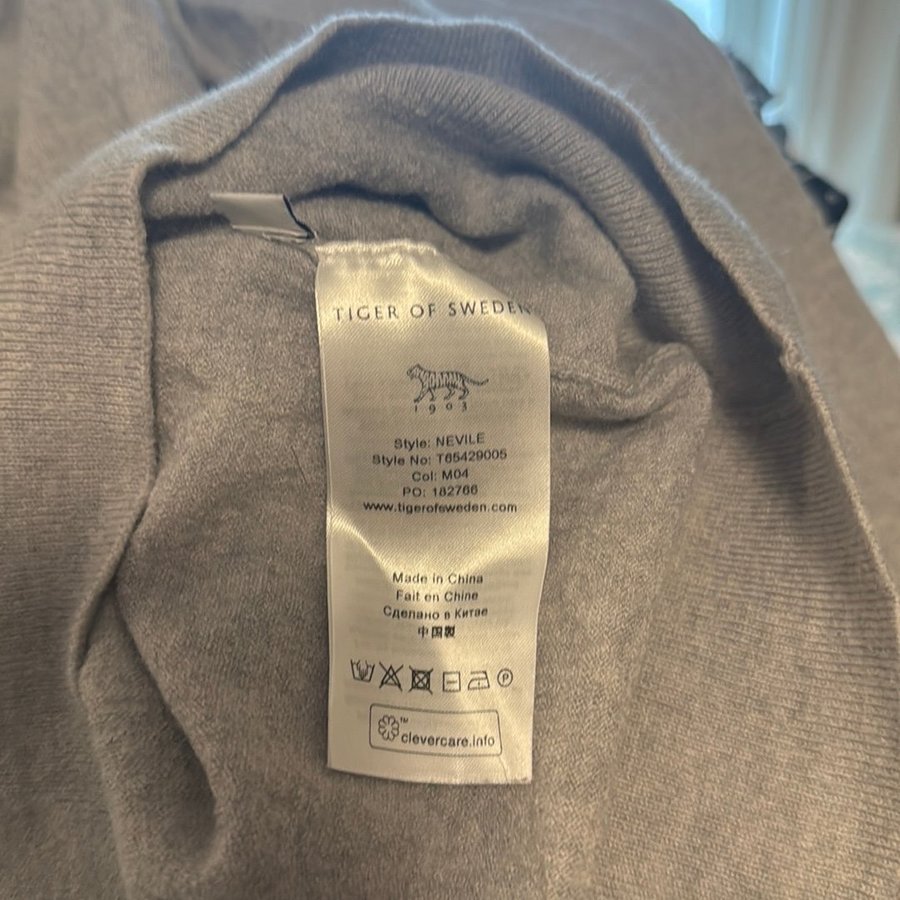 TIGER OF SWEDEN
1903
Style: NEVILE
Style No: T65429005
Col: M04
PO: 182766
www.tigerofsweden.com
Made in China
Fait en Chine
Сделано в Китае
中国製
P
™
clevercare.info